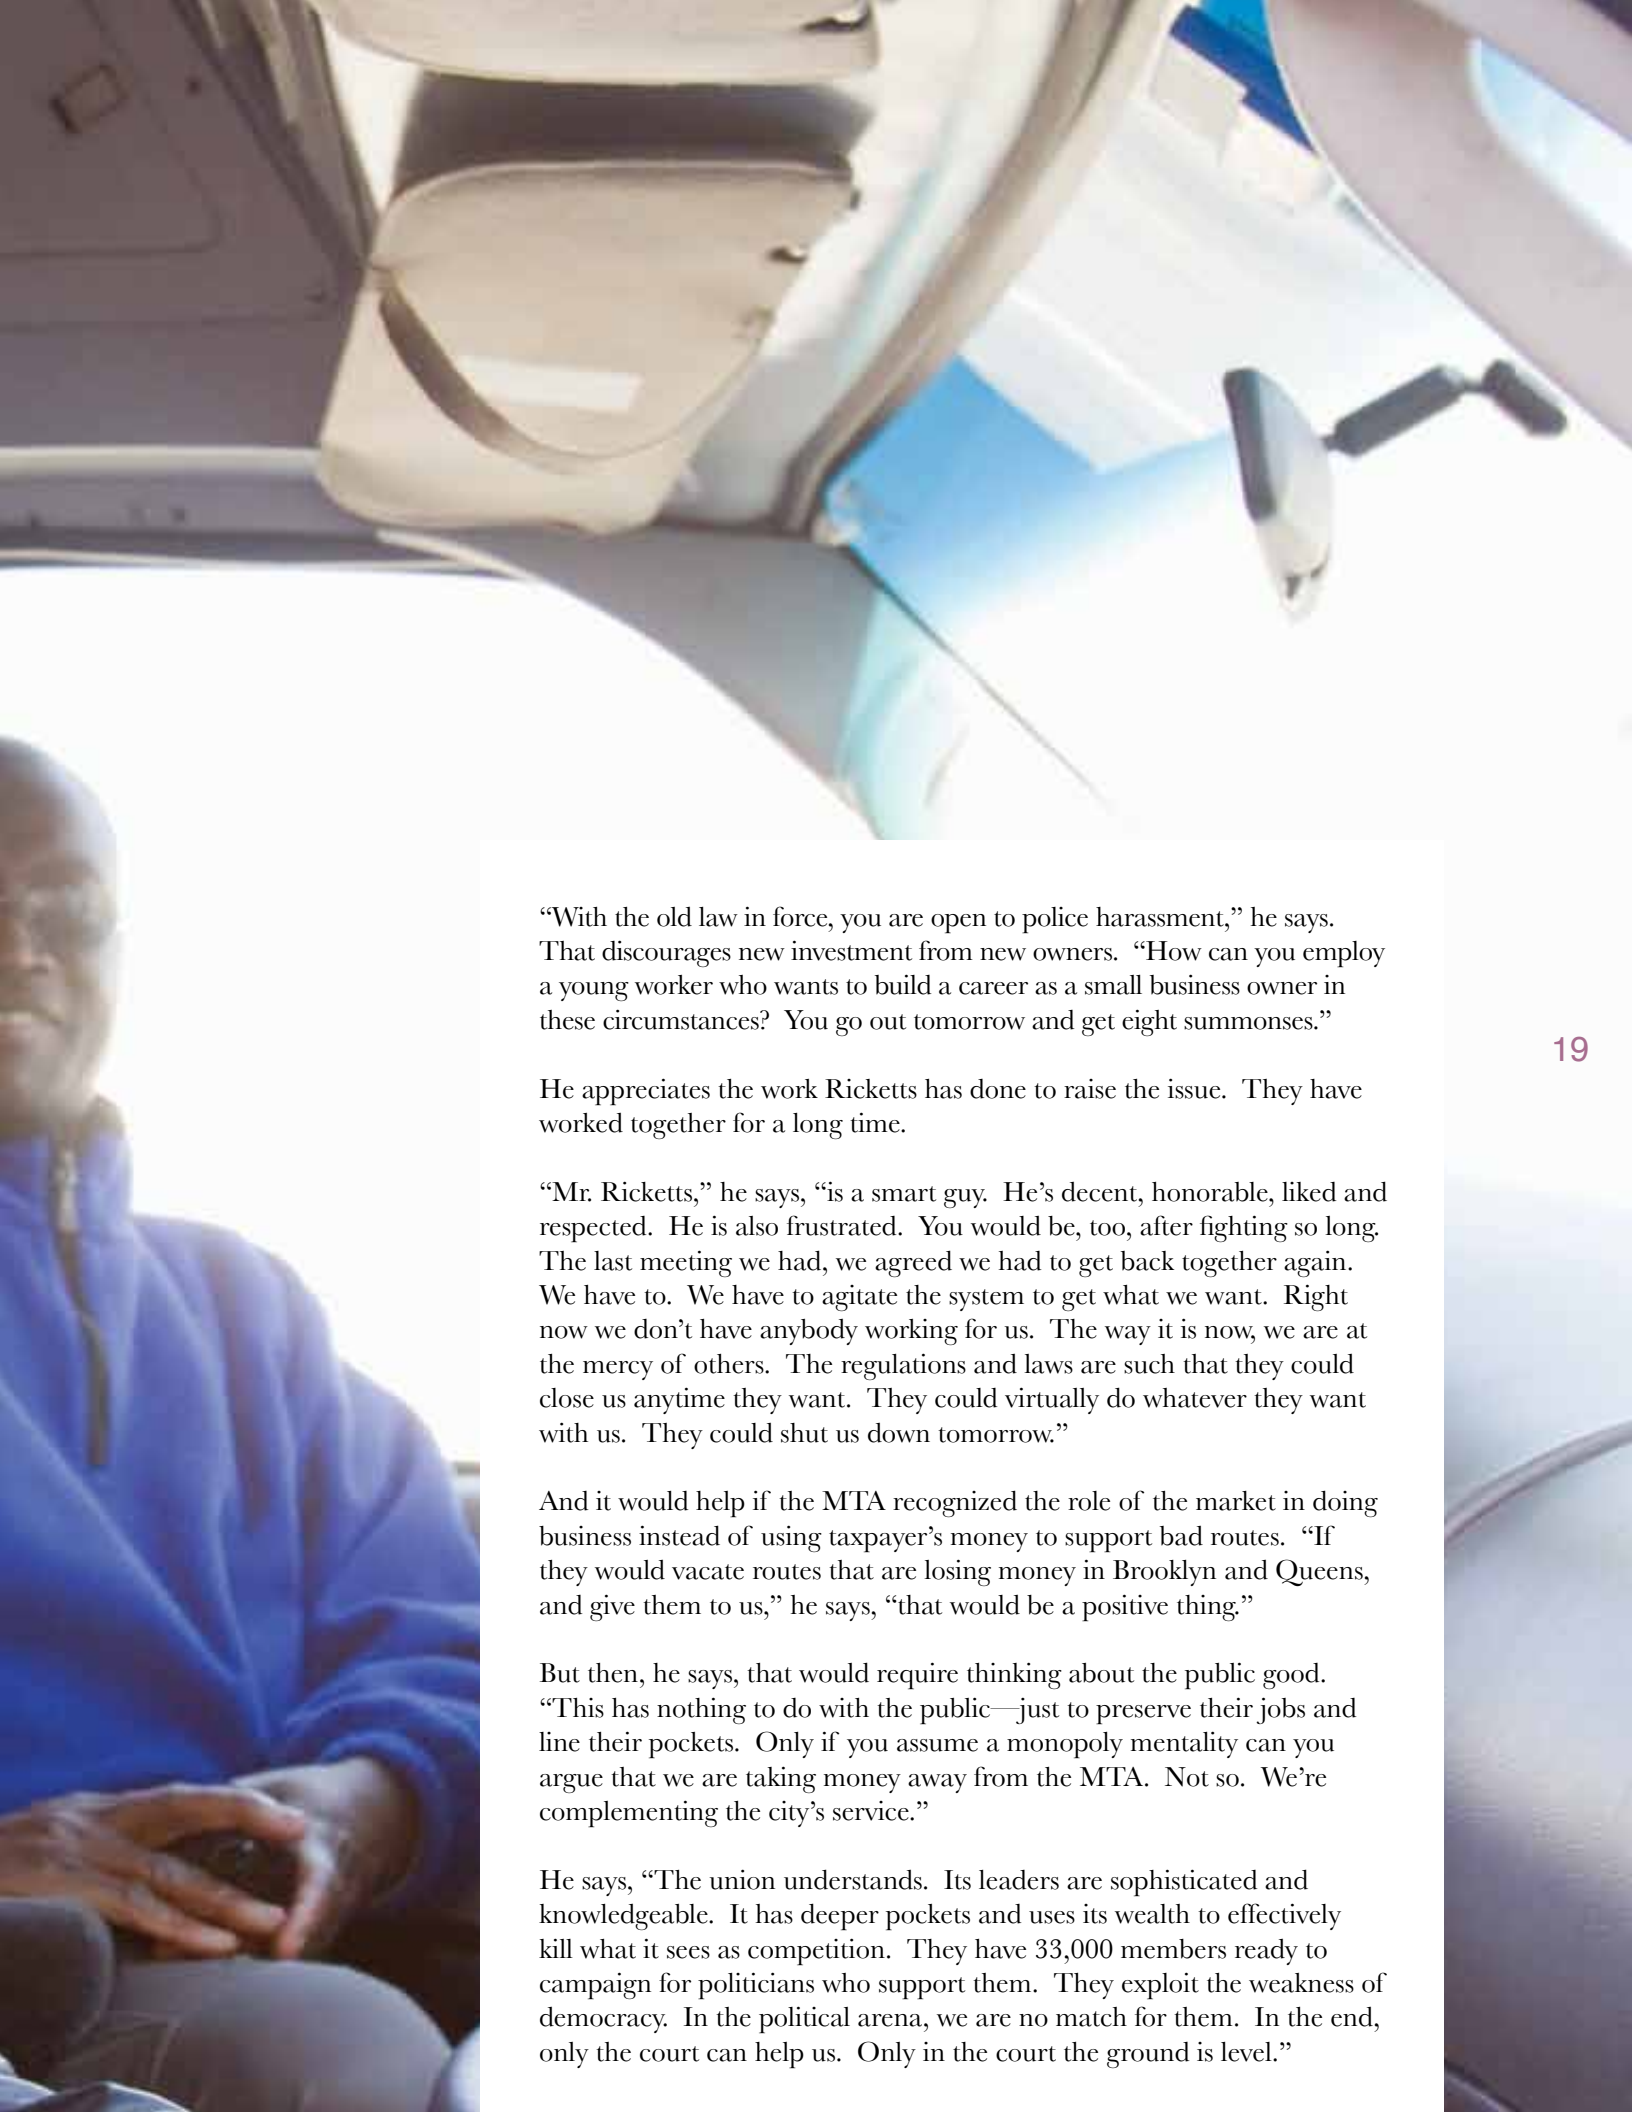 “With the old law in force, you are open to police harassment,” he says.
That discourages new investment from new owners.  “How can you employ
a young worker who wants to build a career as a small business owner in
these circumstances?  You go out tomorrow and get eight summonses.”
19
He appreciates the work Ricketts has done to raise the issue.  They have
worked together for a long time.
“Mr. Ricketts,” he says, “is a smart guy.  He’s decent, honorable, liked and
respected.  He is also frustrated.  You would be, too, after fighting so long.
The last meeting we had, we agreed we had to get back together again.
We have to.  We have to agitate the system to get what we want.  Right
now we don’t have anybody working for us.  The way it is now, we are at
the mercy of others.  The regulations and laws are such that they could
close us anytime they want.  They could virtually do whatever they want
with us.  They could shut us down tomorrow.”
And it would help if the MTA recognized the role of the market in doing
business instead of using taxpayer’s money to support bad routes.  “If
they would vacate routes that are losing money in Brooklyn and Queens,
and give them to us,” he says, “that would be a positive thing.”
But then, he says, that would require thinking about the public good.
“This has nothing to do with the public—just to preserve their jobs and
line their pockets.  Only if you assume a monopoly mentality can you
argue that we are taking money away from the MTA.  Not so.  We’re
complementing the city’s service.”
He says, “The union understands.  Its leaders are sophisticated and
knowledgeable.  It has deeper pockets and uses its wealth to effectively
kill what it sees as competition.  They have 33,000 members ready to
campaign for politicians who support them.  They exploit the weakness of
democracy.  In the political arena, we are no match for them.  In the end,
only the court can help us.  Only in the court the ground is level.”